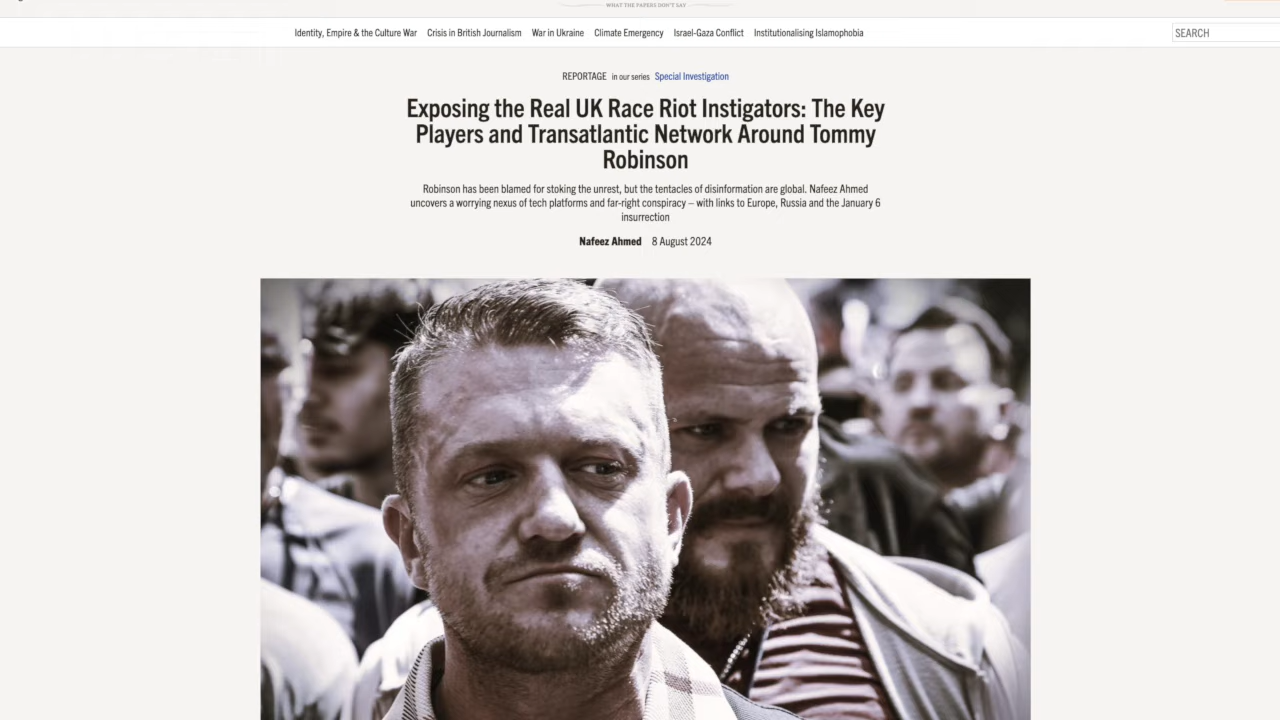 WHAT THE PAPERS DON'T SAY
Identity, Empire & the Culture War Crisis in British Journalism War in Ukraine Climate Emergency Israel-Gaza Conflict Institutionalising Islamophobia
SEARCH
REPORTAGE in our series Special Investigation
Exposing the Real UK Race Riot Instigators: The Key
Players and Transatlantic Network Around Tommy
Robinson
Robinson has been blamed for stoking the unrest, but the tentacles of disinformation are global. Nafeez Ahmed
uncovers a worrying nexus of tech platforms and far-right conspiracy – with links to Europe, Russia and the January 6
insurrection
Nafeez Ahmed 8 August 2024